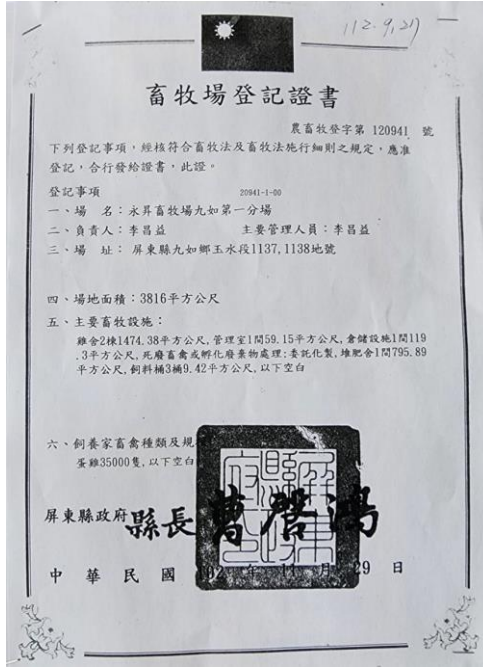 112.9,21
畜牧場登記證書
農畜牧登字第 120941 號
下列登記事項，經核符合畜牧法及畜牧法施行細則之規定，應准
登記，合行發給證書，此證。
登記事項 20941-1-00
一、場 名：永昇畜牧場九如第一分場
二、負責人：李昌益 主要管理人員：李昌益
三、場 址： 屏東縣九如鄉玉水段1137,1138地號
四、場地面積：3816平方公尺
五、主要畜牧設施：
雞舍2棟1474.38平方公尺,管理室1間59.15平方公尺,倉儲設施1間119
.3平方公尺,死廢畜禽或孵化廢棄物處理:委託化製,堆肥舍1間795.89
平方公尺,飼料桶3桶9.42平方公尺,以下空白
六、飼養家畜禽種類及規
蛋雞35000隻,以下空白
屏東縣政府 縣長 曹啓鴻
中華民國 102 年 11 月 29 日